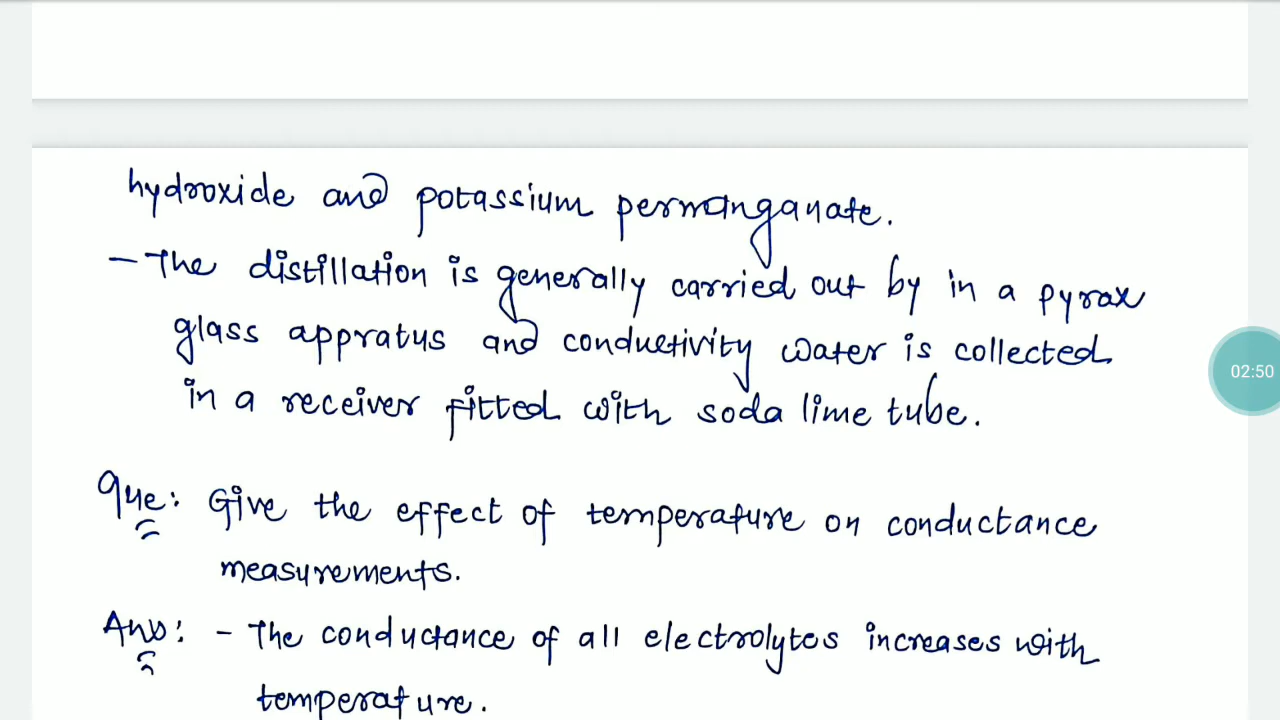 hydroxide and potassium permanganate.
- The distillation is generally carried out by in a pyrax
glass appratus and conductivity water is collected
in a receiver fitted with soda lime tube.
Que: Give the effect of temperature on conductance
measurements.
Ans: - The conductance of all electrolytes increases with
temperature.
02:50